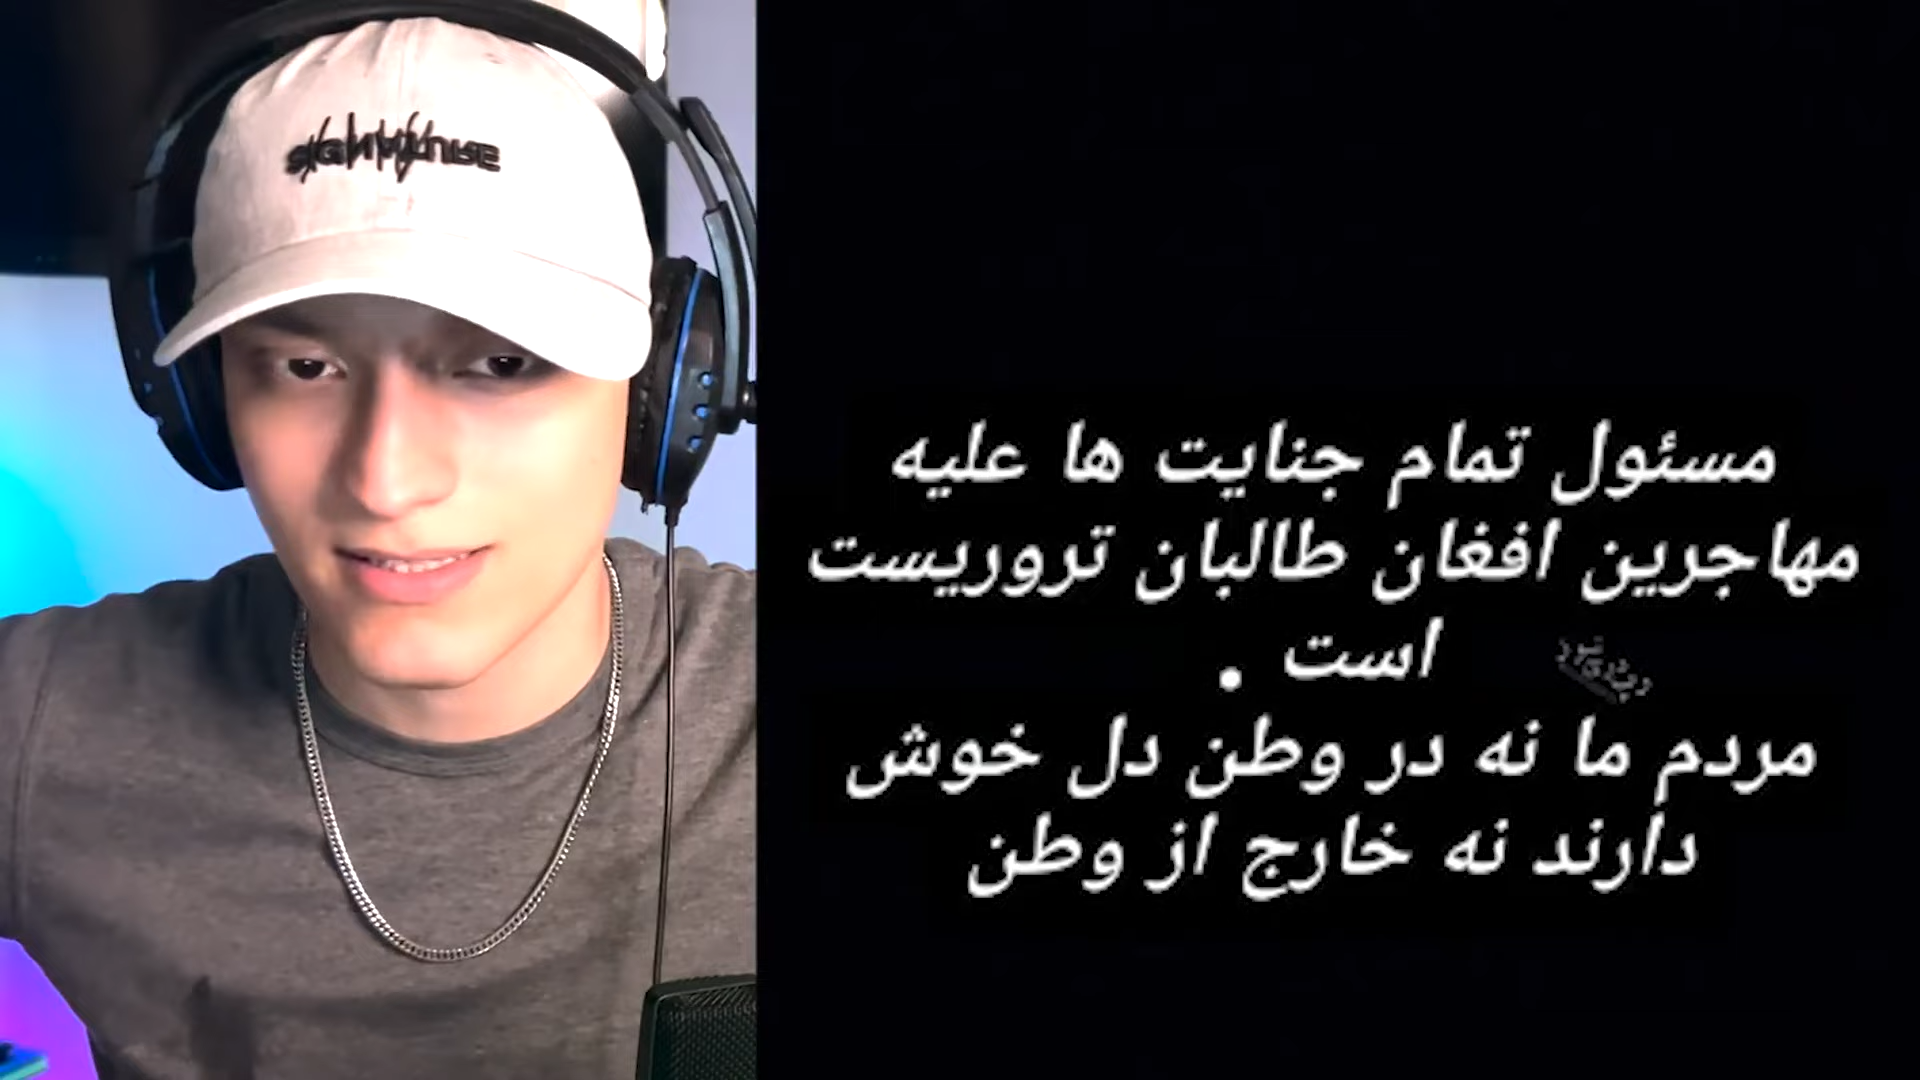 مسئول تمام جنایت ها علیه
مهاجرین افغان طالبان تروریست
است .
مردم ما نه در وطن دل خوش
دارند نه خارج از وطن